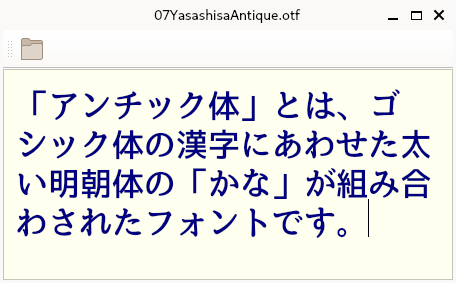 07YasashisaAntique.otf
「アンチック体」とは、ゴ
シック体の漢字にあわせた太
い明朝体の「かな」が組み合
わされたフォントです。